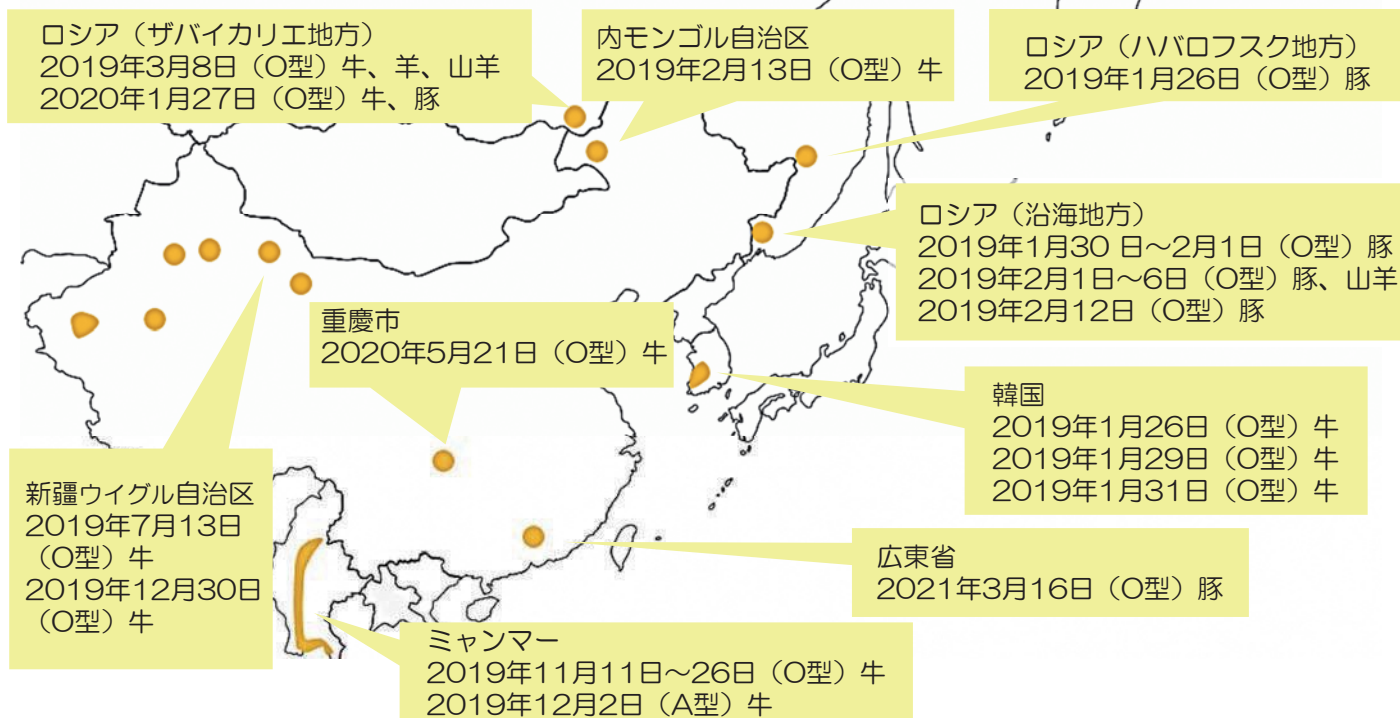 ロシア（ザバイカリエ地方）
2019年3月8日（O型）牛、羊、山羊
2020年1月27日（O型）牛、豚
内モンゴル自治区
2019年2月13日（O型）牛
ロシア（ハバロフスク地方）
2019年1月26日（O型）豚
ロシア（沿海地方）
2019年1月30 日～2月1日（O型）豚
2019年2月1日～6日（O型）豚、山羊
2019年2月12日（O型）豚
重慶市
2020年5月21日（O型）牛
韓国
2019年1月26日（O型）牛
2019年1月29日（O型）牛
2019年1月31日（O型）牛
新疆ウイグル自治区
2019年7月13日
（O型）牛
2019年12月30日
（O型）牛
広東省
2021年3月16日（O型）豚
ミャンマー
2019年11月11日～26日（O型）牛
2019年12月2日（A型）牛